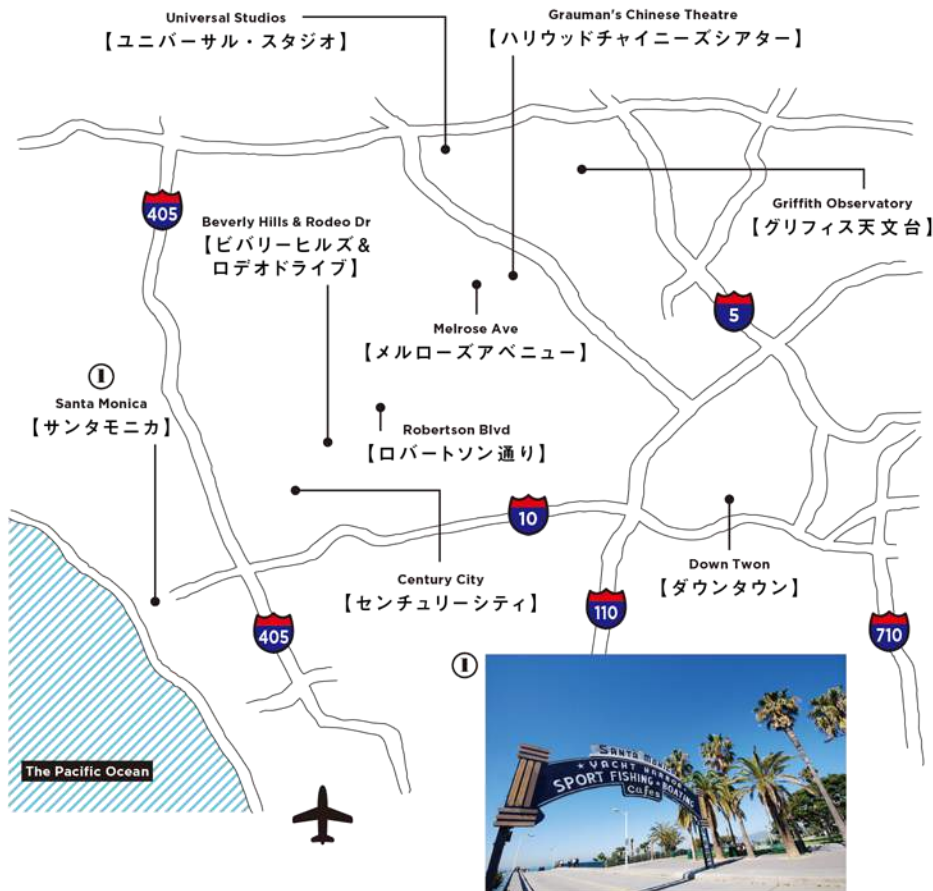 Universal Studios
【ユニバーサル・スタジオ】
Grauman's Chinese Theatre
【ハリウッドチャイニーズシアター】
405
Beverly Hills & Rodeo Dr
【ビバリーヒルズ&
ロデオドライブ】
Griffith Observatory
【グリフィス天文台】
5
Melrose Ave
【メルローズアベニュー】
1
Santa Monica
【サンタモニカ】
Robertson Blvd
【ロバートソン通り】
10
Century City
【センチュリーシティ】
Down Twon
【ダウンタウン】
405
110
710
The Pacific Ocean
1
SANTA MONICA
★ YACHT HARBOR ★
SPORT FISHING ★ BOATING
Cafes